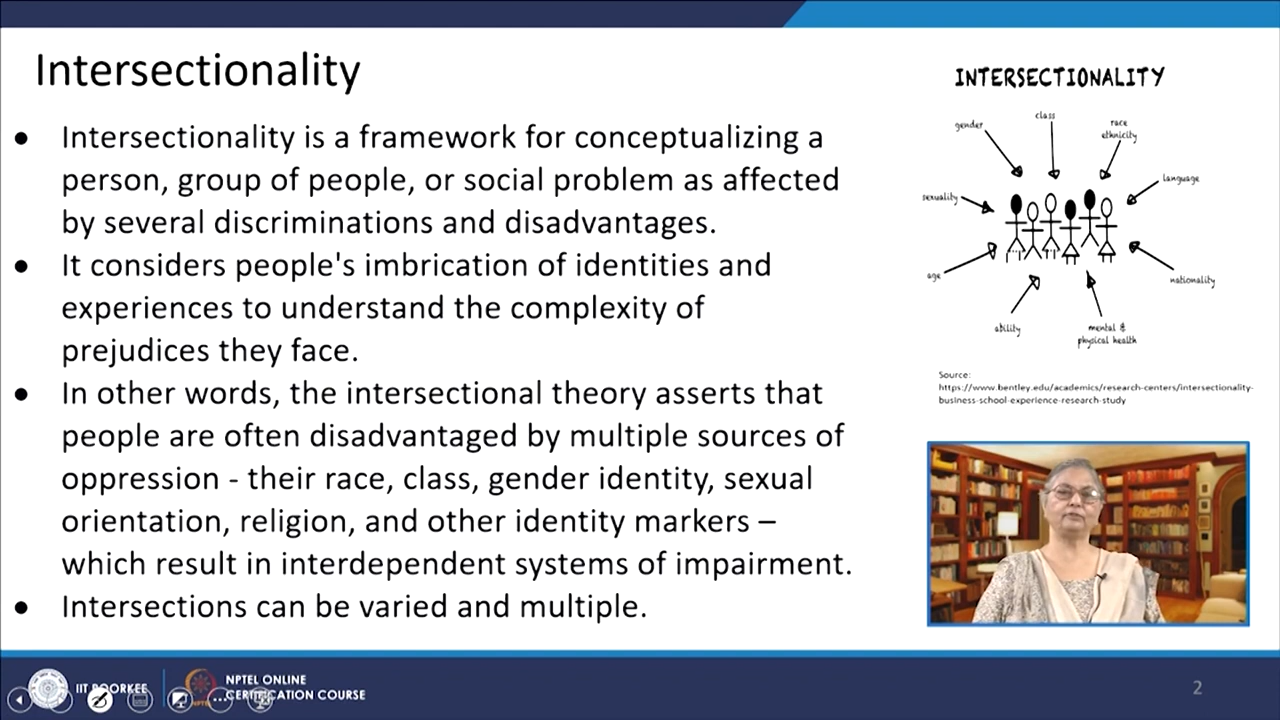 Intersectionality
• Intersectionality is a framework for conceptualizing a
person, group of people, or social problem as affected
by several discriminations and disadvantages.
• It considers people's imbrication of identities and
experiences to understand the complexity of
prejudices they face.
• In other words, the intersectional theory asserts that
people are often disadvantaged by multiple sources of
oppression - their race, class, gender identity, sexual
orientation, religion, and other identity markers –
which result in interdependent systems of impairment.
• Intersections can be varied and multiple.
INTERSECTIONALITY
gender
class
race
ethnicity
language
sexuality
age
nationality
ability
mental &
physical health
Source:
https://www.bentley.edu/academics/research-centers/intersectionality-
business-school-experience-research-study
IIT ROORKEE
NPTEL ONLINE
CERTIFICATION COURSE
2